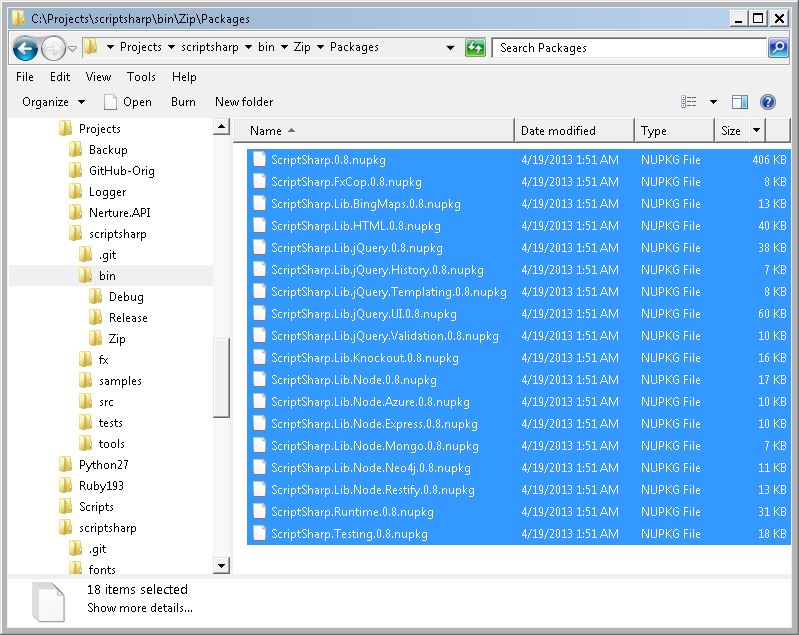 C:\Projects\scriptsharp\bin\Zip\Packages
Projects scriptsharp bin Zip Packages
Search Packages
File Edit View Tools Help
Organize Open Burn New folder
Projects
Backup
GitHub-Orig
Logger
Nerture.API
scriptsharp
.git
bin
Debug
Release
Zip
fx
samples
src
tests
tools
Python27
Ruby193
Scripts
scriptsharp
.git
fonts
Name Date modified Type Size
ScriptSharp.0.8.nupkg 4/19/2013 1:51 AM NUPKG File 406 KB
ScriptSharp.FxCop.0.8.nupkg 4/19/2013 1:51 AM NUPKG File 8 KB
ScriptSharp.Lib.BingMaps.0.8.nupkg 4/19/2013 1:51 AM NUPKG File 13 KB
ScriptSharp.Lib.HTML.0.8.nupkg 4/19/2013 1:51 AM NUPKG File 40 KB
ScriptSharp.Lib.jQuery.0.8.nupkg 4/19/2013 1:51 AM NUPKG File 38 KB
ScriptSharp.Lib.jQuery.History.0.8.nupkg 4/19/2013 1:51 AM NUPKG File 7 KB
ScriptSharp.Lib.jQuery.Templating.0.8.nupkg 4/19/2013 1:51 AM NUPKG File 8 KB
ScriptSharp.Lib.jQuery.UI.0.8.nupkg 4/19/2013 1:51 AM NUPKG File 60 KB
ScriptSharp.Lib.jQuery.Validation.0.8.nupkg 4/19/2013 1:51 AM NUPKG File 10 KB
ScriptSharp.Lib.Knockout.0.8.nupkg 4/19/2013 1:51 AM NUPKG File 16 KB
ScriptSharp.Lib.Node.0.8.nupkg 4/19/2013 1:51 AM NUPKG File 17 KB
ScriptSharp.Lib.Node.Azure.0.8.nupkg 4/19/2013 1:51 AM NUPKG File 10 KB
ScriptSharp.Lib.Node.Express.0.8.nupkg 4/19/2013 1:51 AM NUPKG File 10 KB
ScriptSharp.Lib.Node.Mongo.0.8.nupkg 4/19/2013 1:51 AM NUPKG File 7 KB
ScriptSharp.Lib.Node.Neo4j.0.8.nupkg 4/19/2013 1:51 AM NUPKG File 11 KB
ScriptSharp.Lib.Node.Restify.0.8.nupkg 4/19/2013 1:51 AM NUPKG File 13 KB
ScriptSharp.Runtime.0.8.nupkg 4/19/2013 1:51 AM NUPKG File 31 KB
ScriptSharp.Testing.0.8.nupkg 4/19/2013 1:51 AM NUPKG File 18 KB
18 items selected
Show more details...